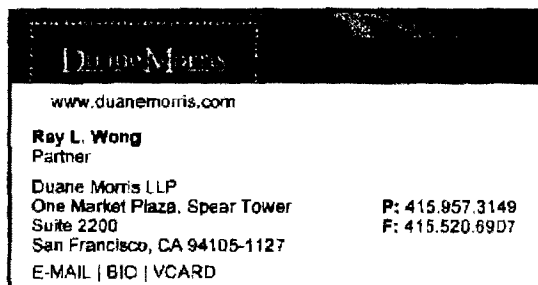 Duane Morris
www.duanemorris.com
Ray L. Wong
Partner
Duane Morris LLP
One Market Plaza, Spear Tower
Suite 2200
San Francisco, CA 94105-1127
P: 415.957.3149
F: 415.520.6907
E-MAIL | BIO | VCARD